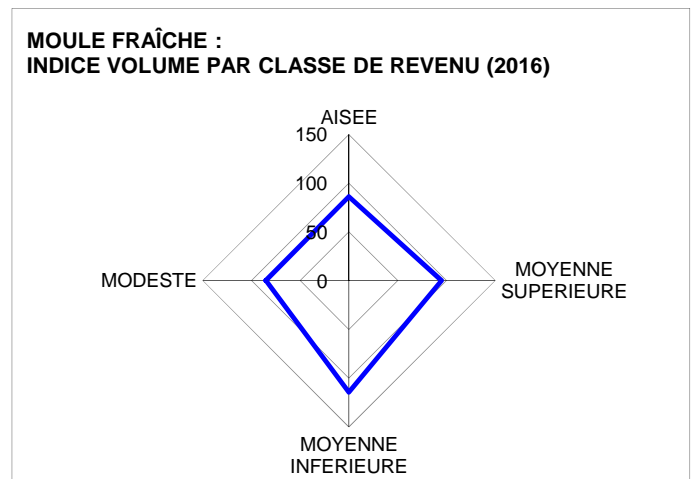 MOULE FRAÎCHE :
INDICE VOLUME PAR CLASSE DE REVENU (2016)
AISEE
150
100
50
0
MODESTE
MOYENNE
SUPERIEURE
MOYENNE
INFERIEURE